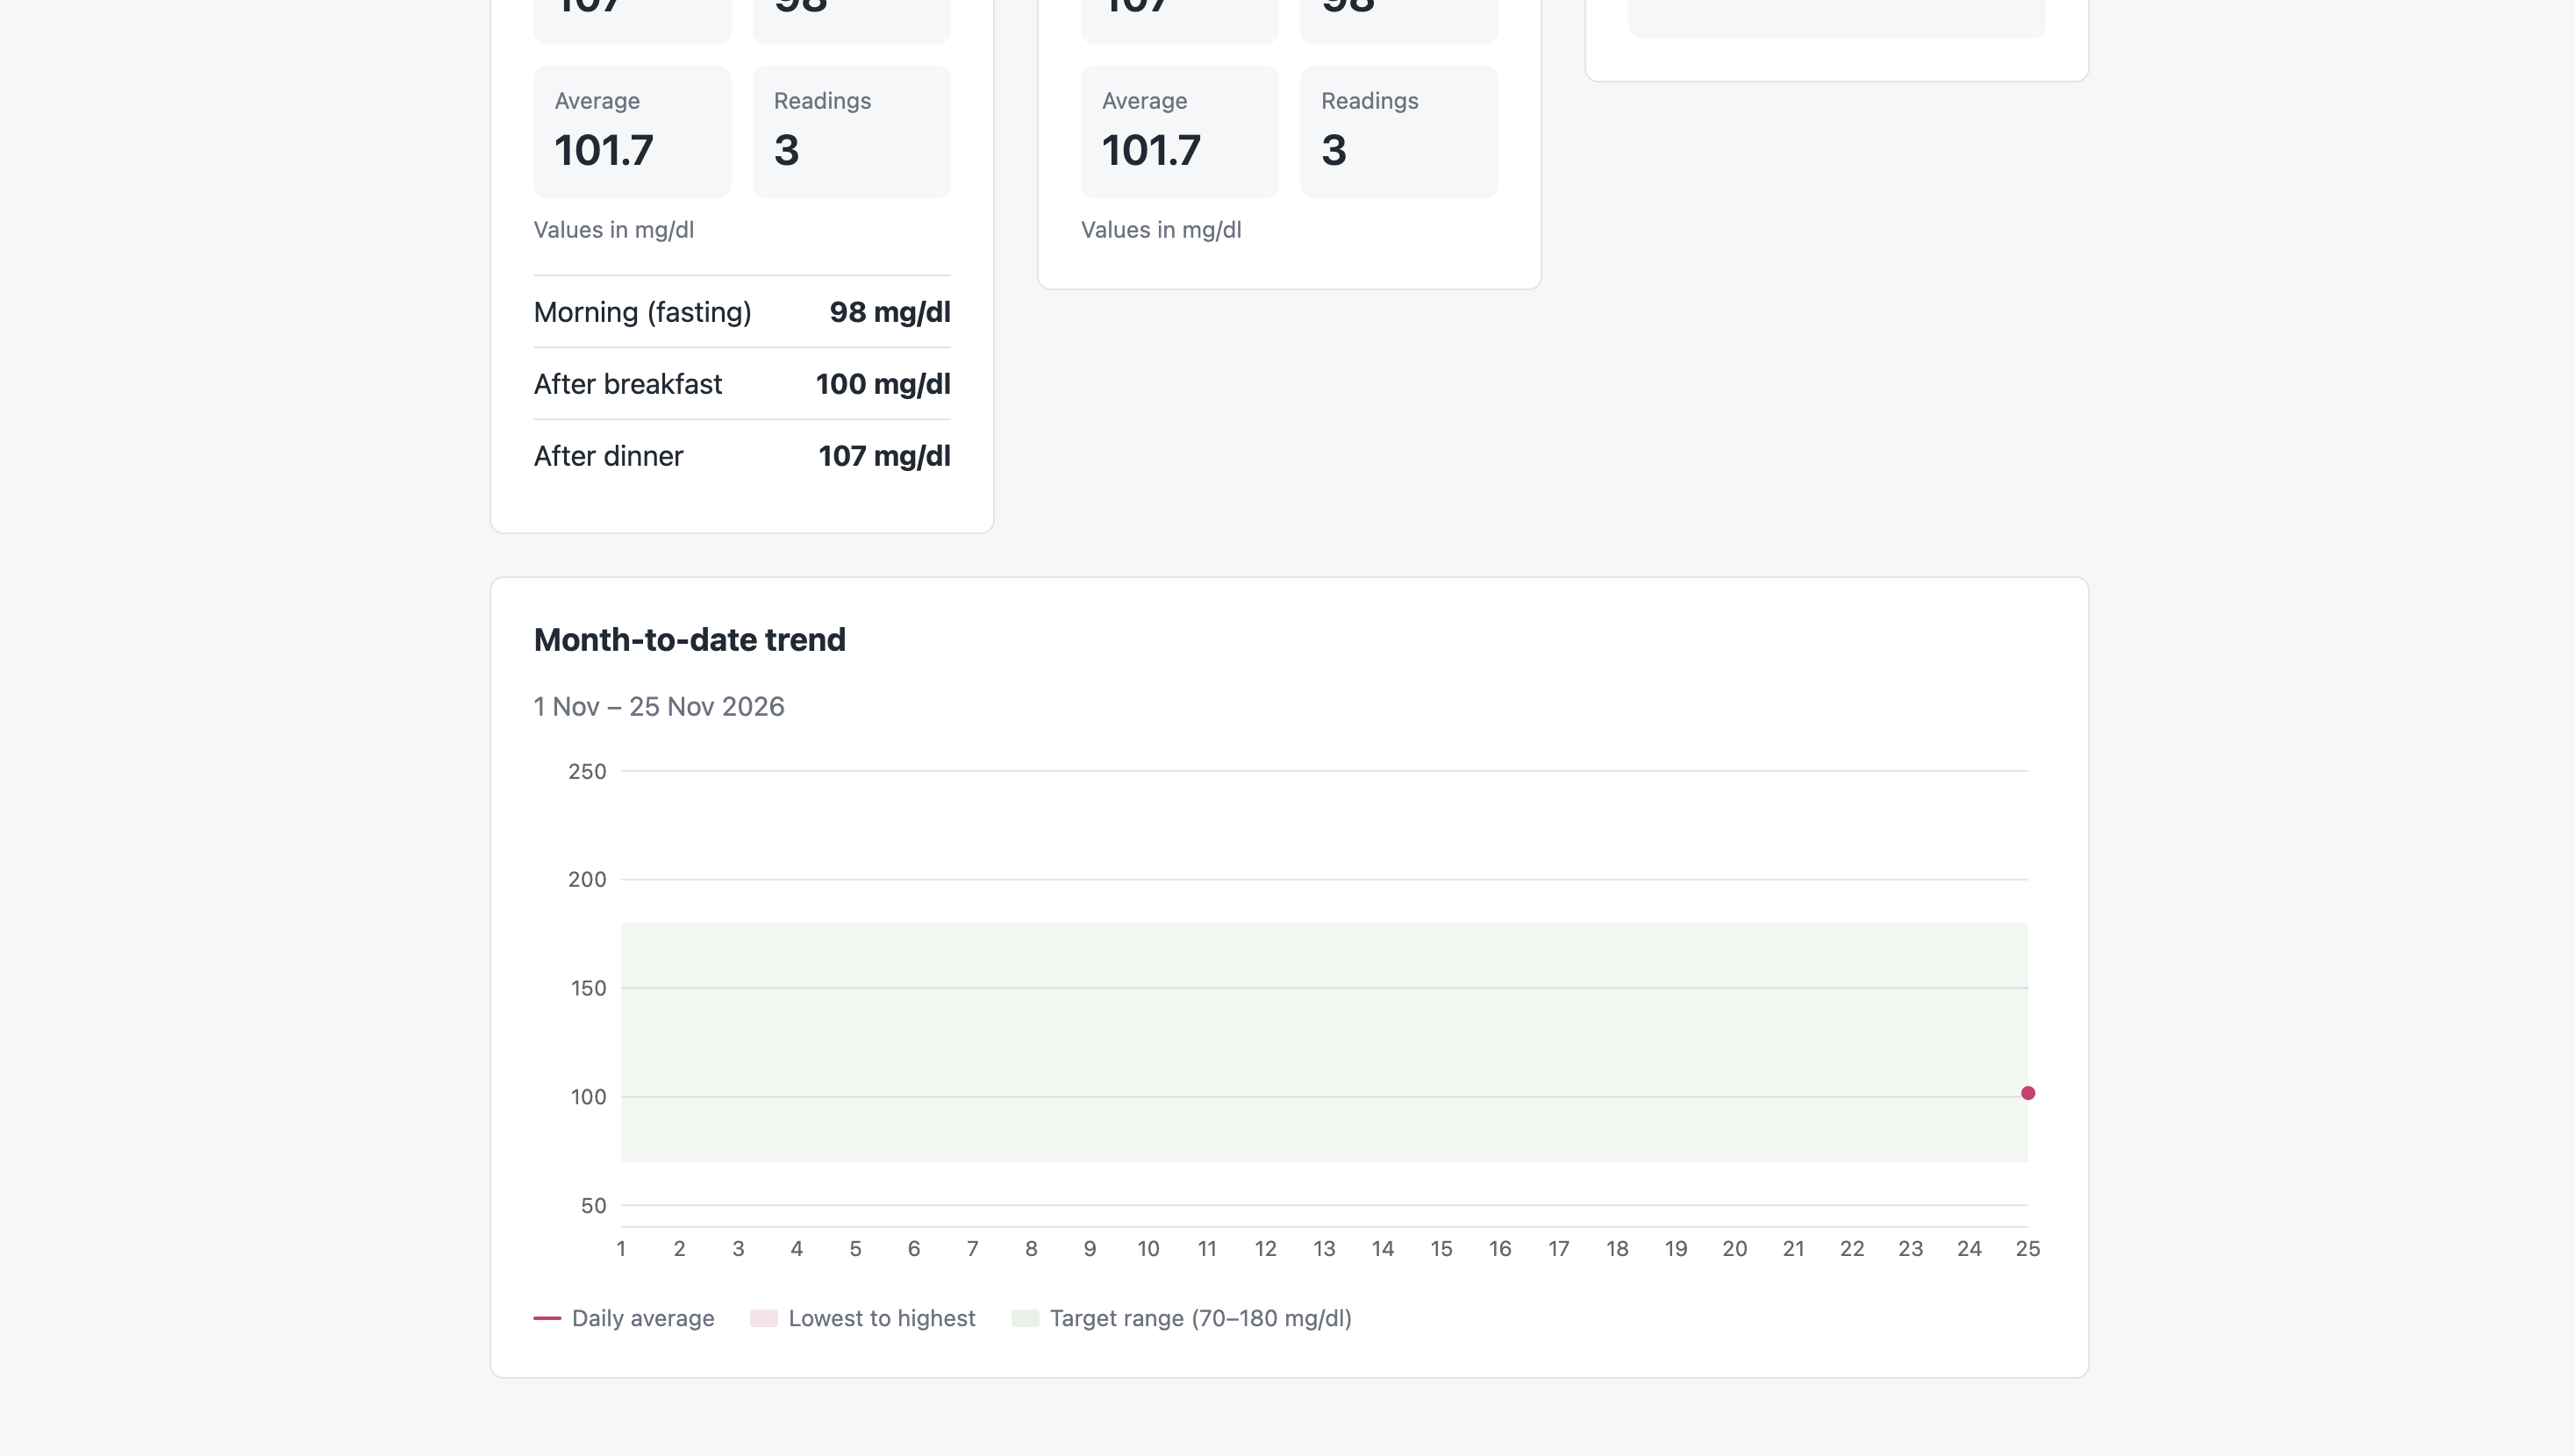 107 98 107 98
Average Readings Average Readings
101.7 3 101.7 3
Values in mg/dl Values in mg/dl
Morning (fasting) 98 mg/dl
After breakfast 100 mg/dl
After dinner 107 mg/dl
Month-to-date trend
1 Nov – 25 Nov 2026
250
200
150
100
50
1 2 3 4 5 6 7 8 9 10 11 12 13 14 15 16 17 18 19 20 21 22 23 24 25
Daily average Lowest to highest Target range (70–180 mg/dl)